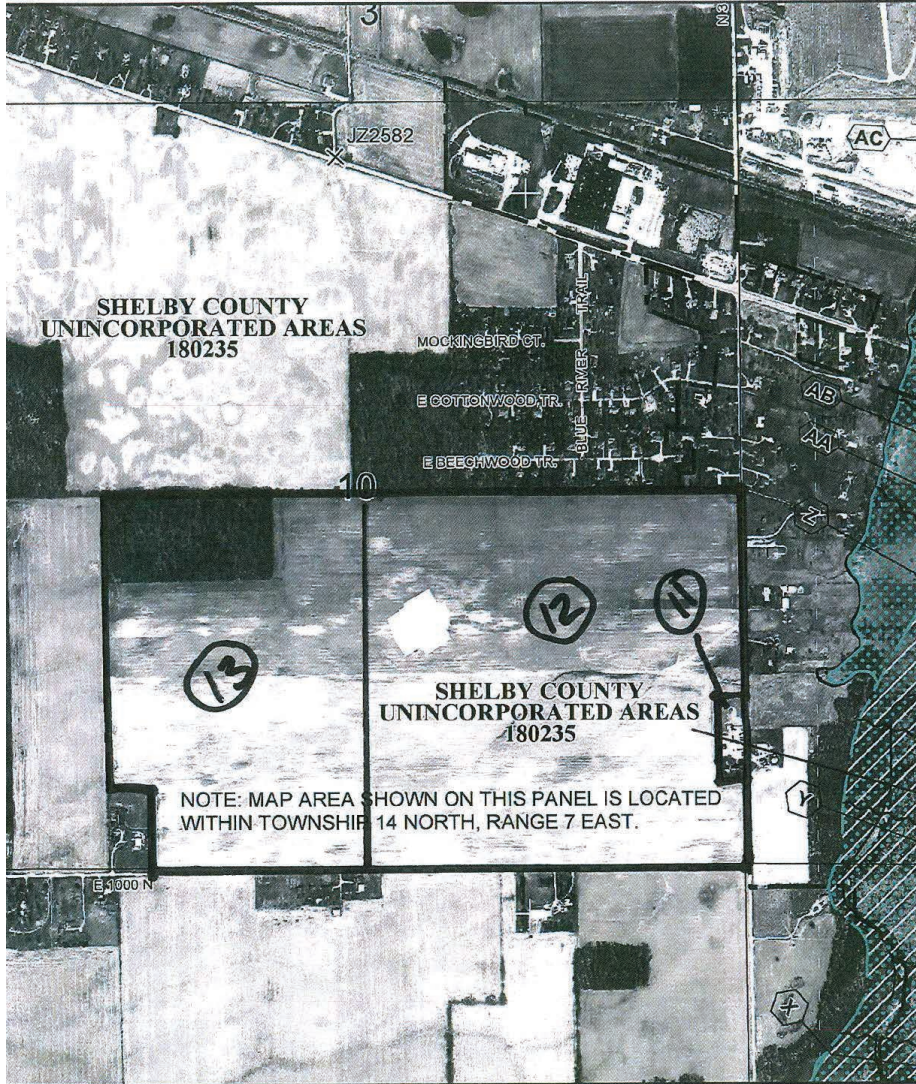 3
N 3
JZ2582
AC
SHELBY COUNTY
UNINCORPORATED AREAS
180235
BLUE RIVER TRAIL
MOCKINGBIRD CT.
E COTTONWOOD TR.
E BEECHWOOD TR.
AB
AA
Z
10
13
12
11
SHELBY COUNTY
UNINCORPORATED AREAS
180235
Y
NOTE: MAP AREA SHOWN ON THIS PANEL IS LOCATED
WITHIN TOWNSHIP 14 NORTH, RANGE 7 EAST.
E 1000 N
X